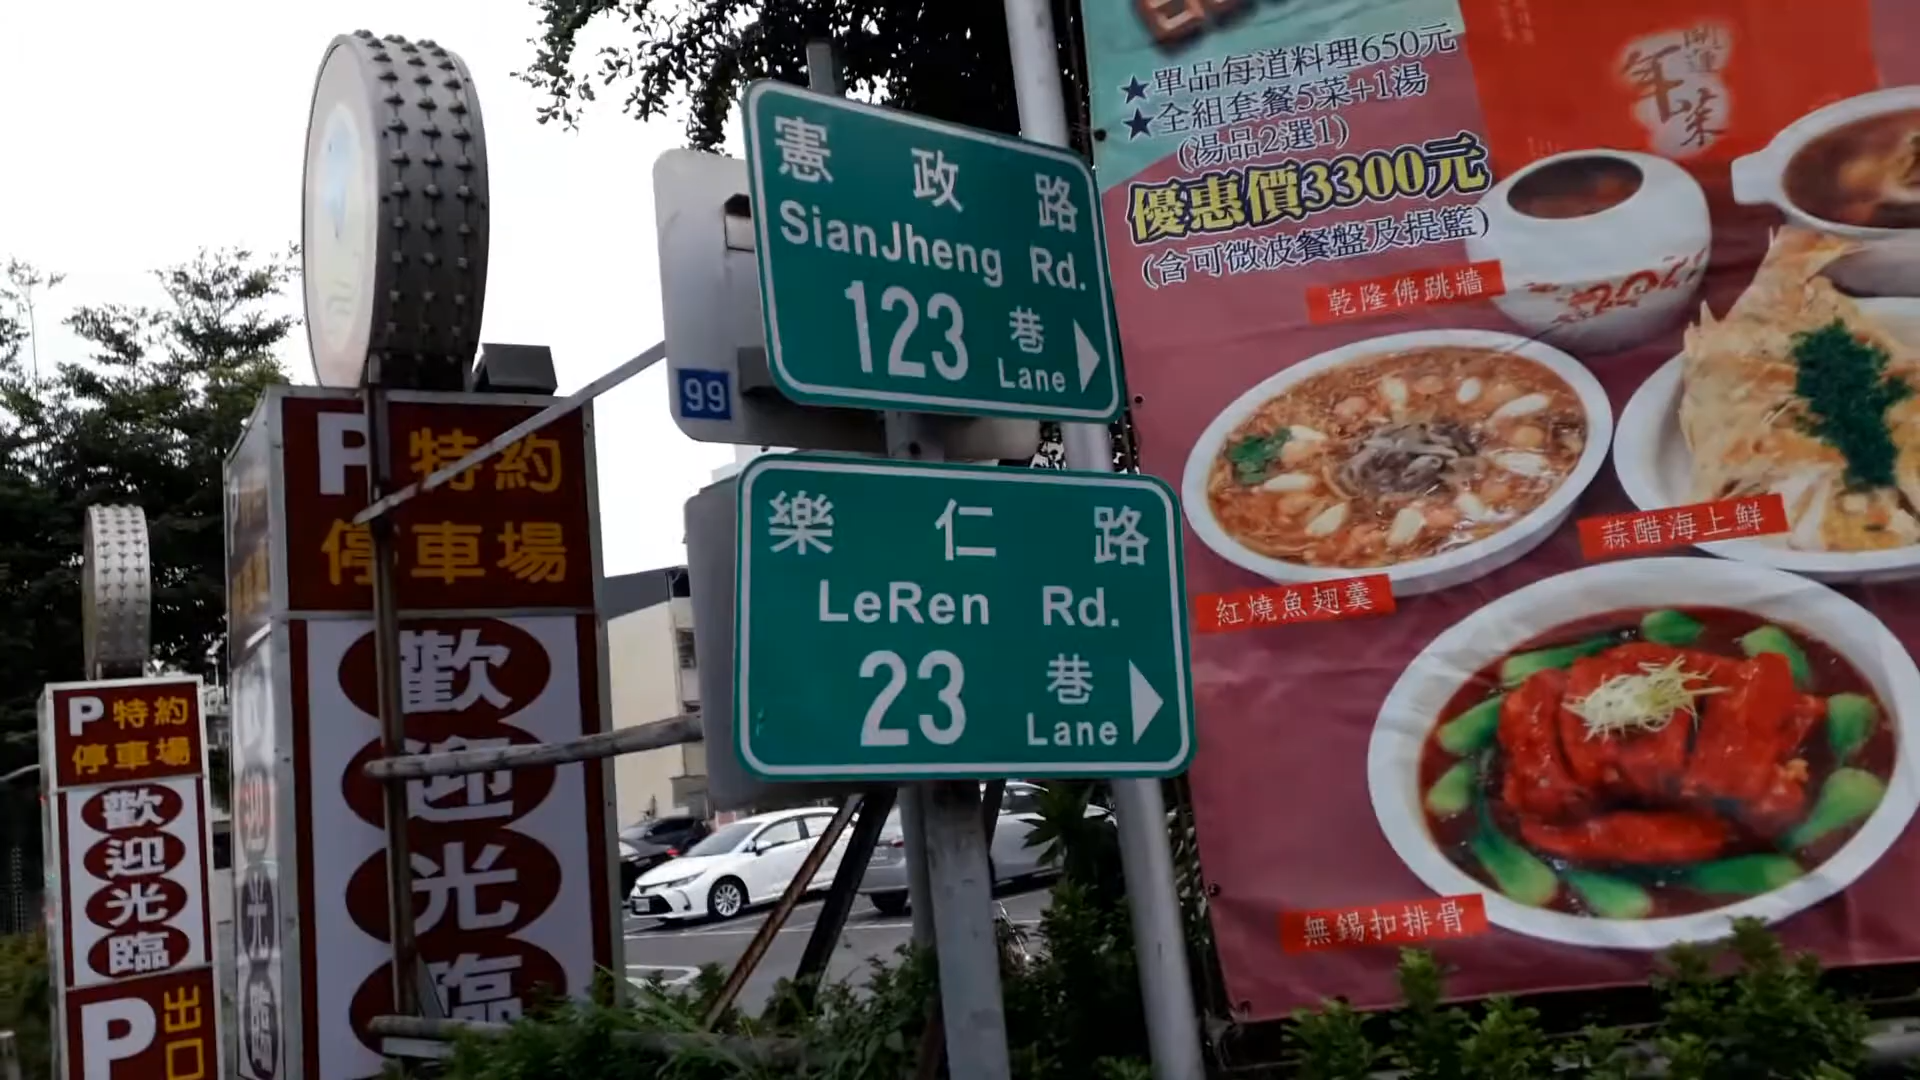 憲政路
SianJheng Rd.
123 巷
Lane
99
樂仁路
LeRen Rd.
23 巷
Lane
P 特約
停車場
歡
迎
光
臨
P 特約
停車場
歡
迎
光
臨
P 出口
★單品每道料理650元
★全組套餐5菜+1湯
(湯品2選1)
優惠價3300元
(含可微波餐盤及提籃)
開運
年菜
乾隆佛跳牆
紅燒魚翅羹
蒜醋海上鮮
無錫扣排骨